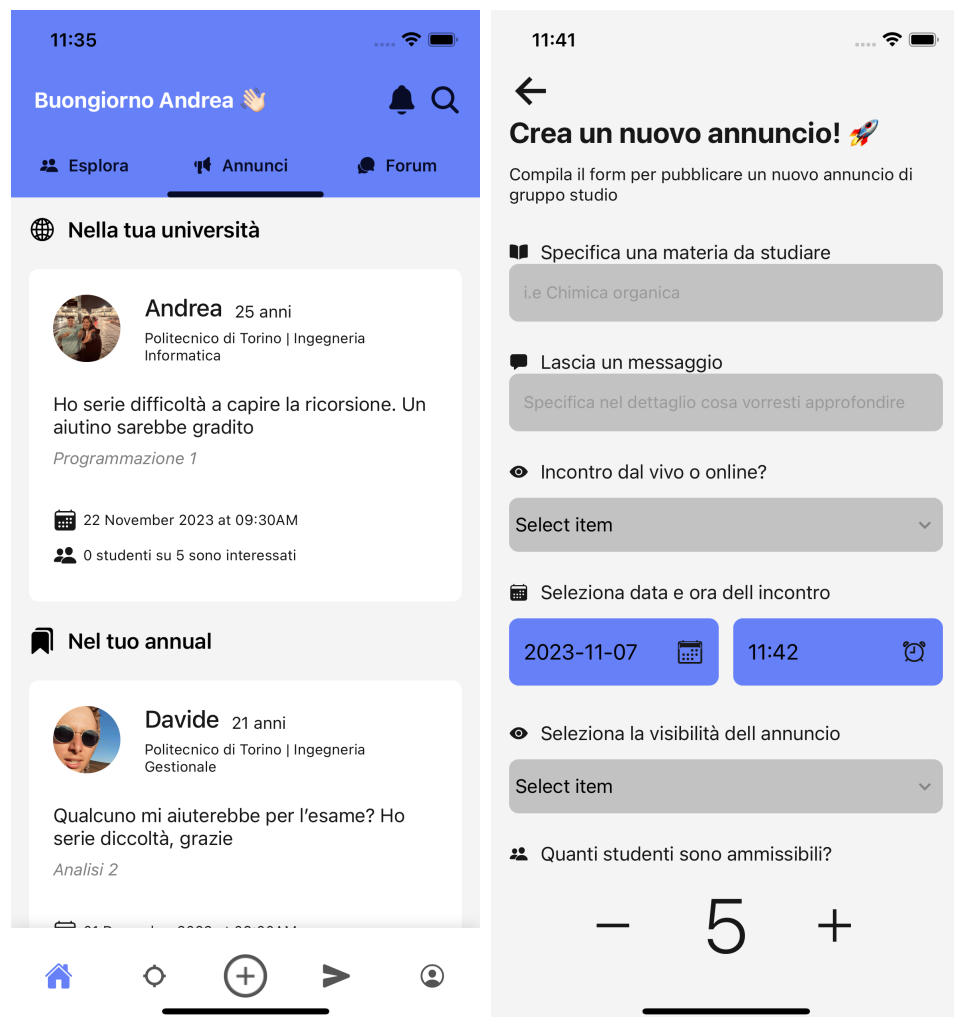 11:35
Buongiorno Andrea 👋🏻
Esplora
Annunci
Forum
Nella tua università
Andrea 25 anni
Politecnico di Torino | Ingegneria
Informatica
Ho serie difficoltà a capire la ricorsione. Un
aiutino sarebbe gradito
Programmazione 1
22 November 2023 at 09:30AM
0 studenti su 5 sono interessati
Nel tuo annual
Davide 21 anni
Politecnico di Torino | Ingegneria
Gestionale
Qualcuno mi aiuterebbe per l'esame? Ho
serie diccoltà, grazie
Analisi 2
11:41
Crea un nuovo annuncio! 🚀
Compila il form per pubblicare un nuovo annuncio di
gruppo studio
Specifica una materia da studiare
i.e Chimica organica
Lascia un messaggio
Specifica nel dettaglio cosa vorresti approfondire
Incontro dal vivo o online?
Select item
Seleziona data e ora dell incontro
2023-11-07
11:42
Seleziona la visibilità dell annuncio
Select item
Quanti studenti sono ammissibili?
− 5 +